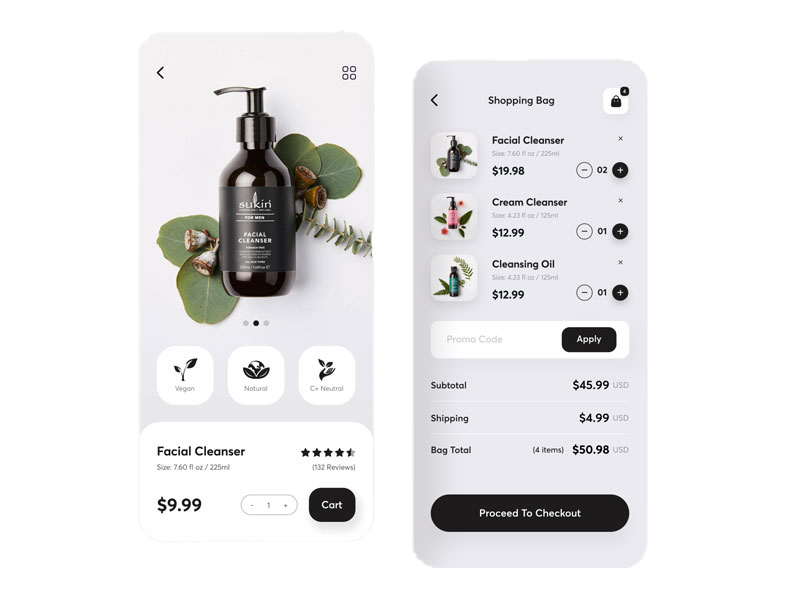 sukin
FOR MEN
FACIAL
CLEANSER
Vegan
Natural
C+ Neutral
Facial Cleanser
Size: 7.60 fl oz / 225ml
(132 Reviews)
$9.99
- 1 +
Cart
Shopping Bag
4
Facial Cleanser ×
Size: 7.60 fl oz / 225ml
$19.98 − 02 +
Cream Cleanser ×
Size: 4.23 fl oz / 125ml
$12.99 − 01 +
Cleansing Oil ×
Size: 4.23 fl oz / 125ml
$12.99 − 01 +
Promo Code Apply
Subtotal $45.99 USD
Shipping $4.99 USD
Bag Total (4 items) $50.98 USD
Proceed To Checkout